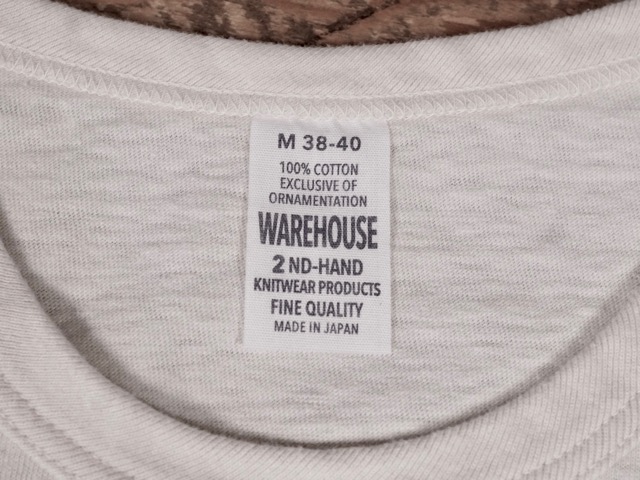 M 38-40
100% COTTON
EXCLUSIVE OF
ORNAMENTATION
WAREHOUSE
2 ND-HAND
KNITWEAR PRODUCTS
FINE QUALITY
MADE IN JAPAN